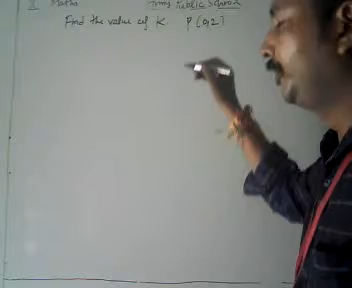 X Maths
Public School
Find the value of K. P(0,2)